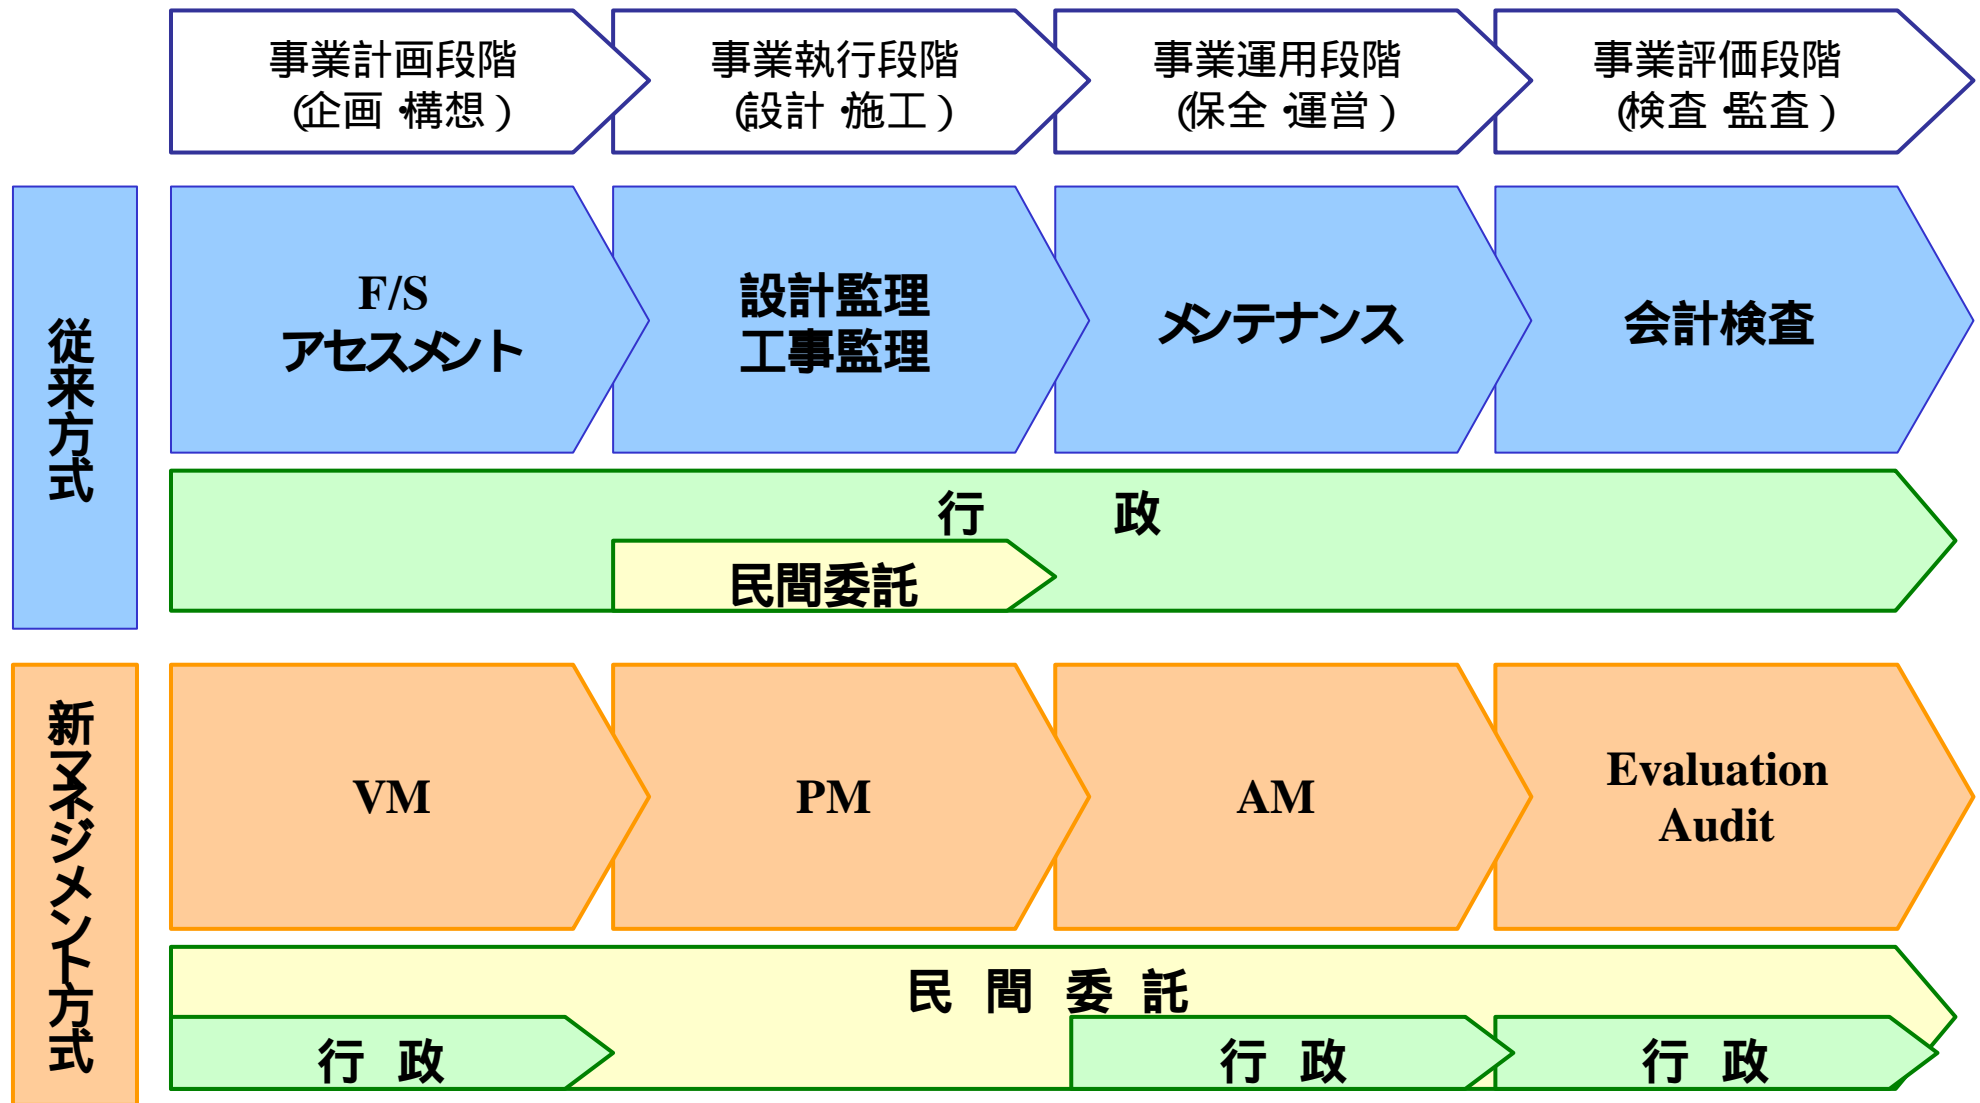 事業計画段階
(企画・構想)
事業執行段階
(設計・施工)
事業運用段階
(保全・運営)
事業評価段階
(検査・監査)
従来方式
F/S
アセスメント
設計監理
工事監理
メンテナンス
会計検査
行 政
民間委託
新マネジメント方式
VM
PM
AM
Evaluation
Audit
民 間 委 託
行 政
行 政
行 政